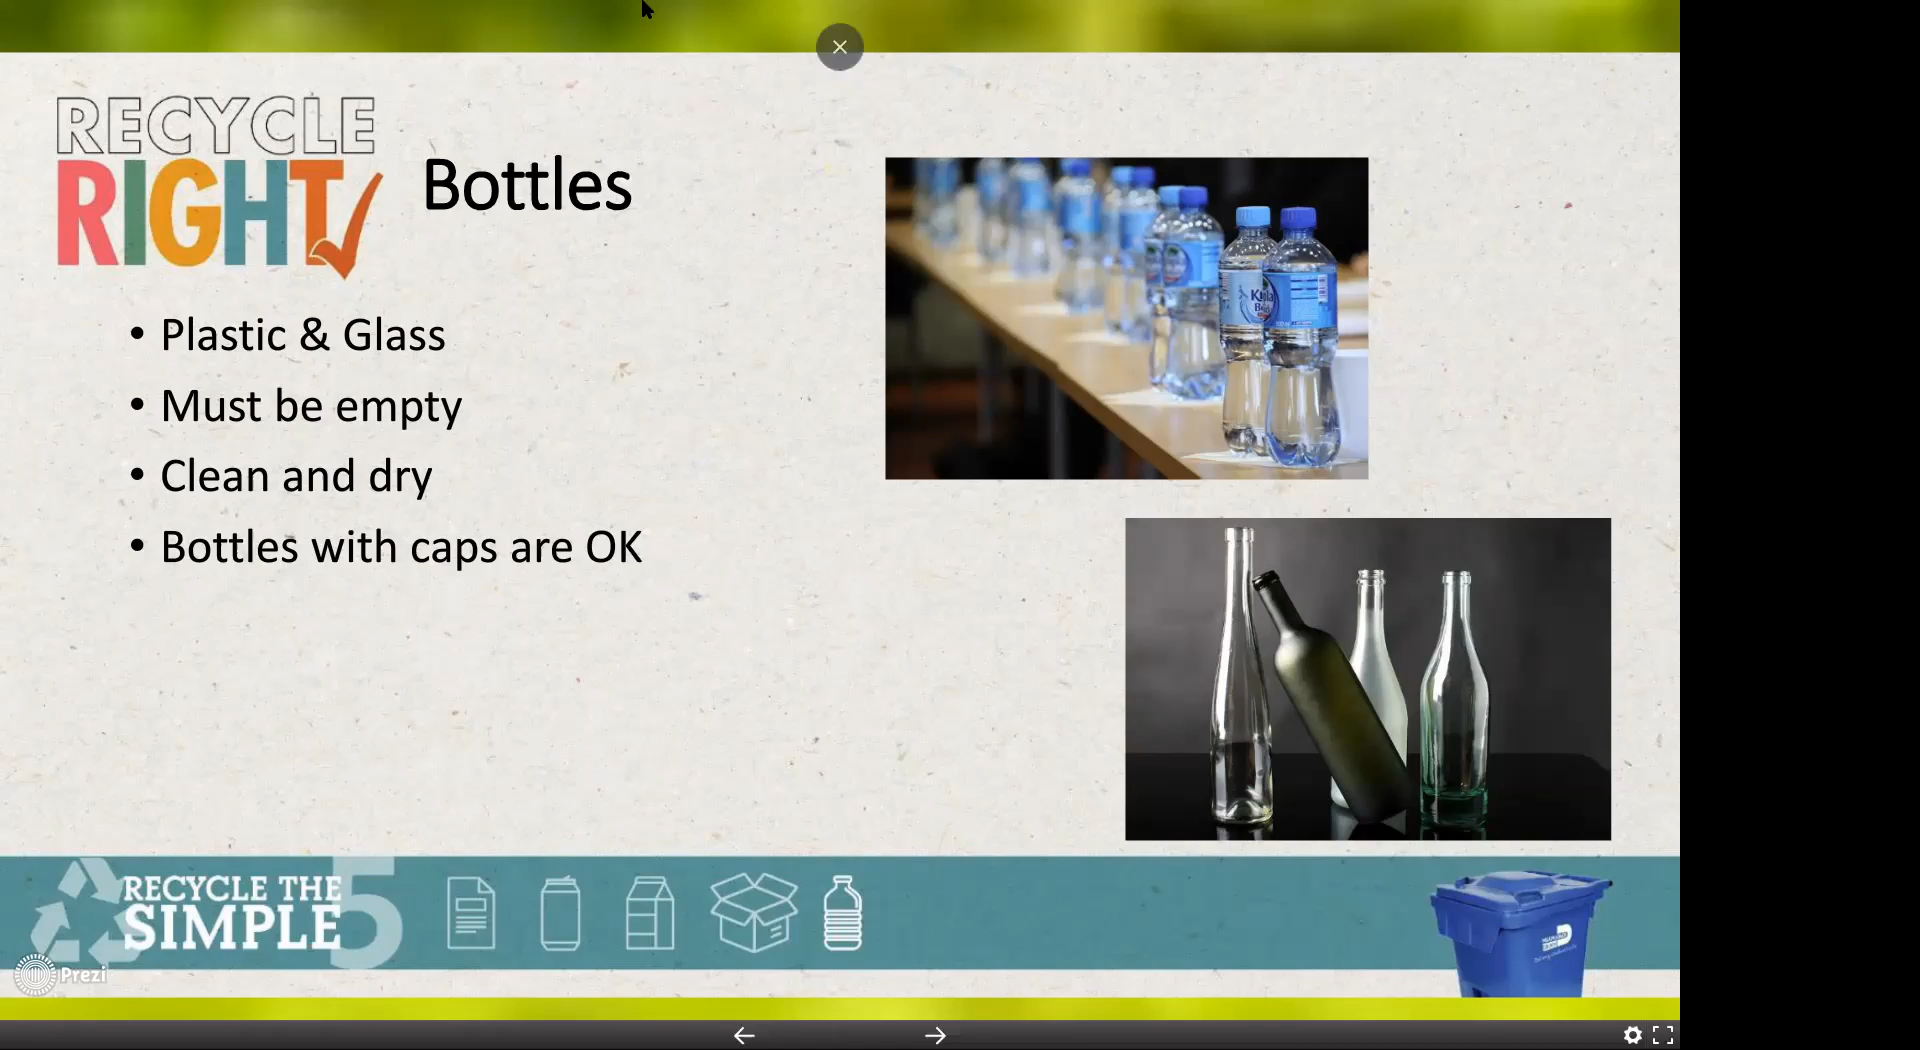 RECYCLE
RIGHT
Bottles
• Plastic & Glass
• Must be empty
• Clean and dry
• Bottles with caps are OK
RECYCLE THE
SIMPLE 5
Prezi